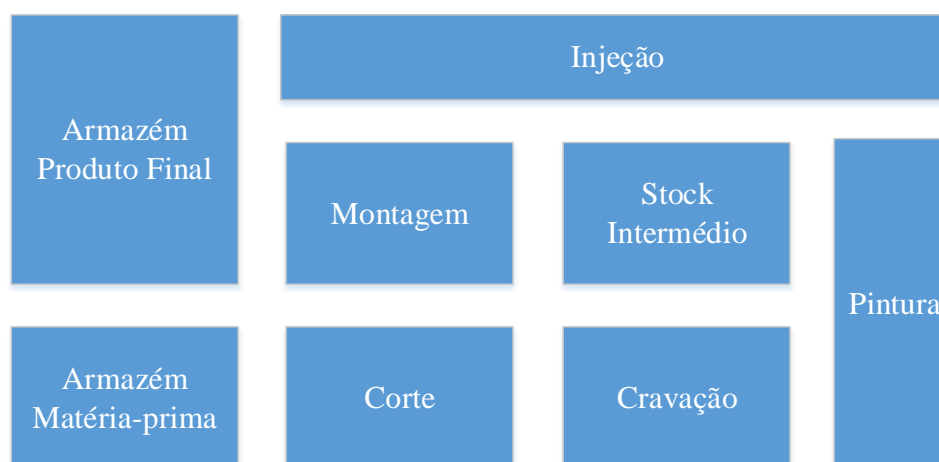 Injeção
Armazém
Produto Final
Montagem
Stock
Intermédio
Pintura
Armazém
Matéria-prima
Corte
Cravação